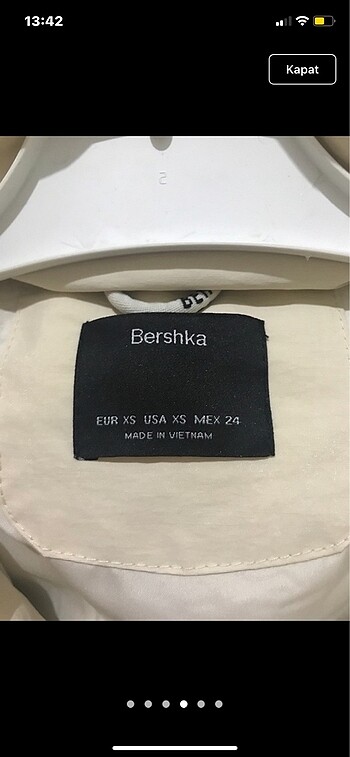 13:42
Kapat
Bershka
EUR XS USA XS MEX 24
MADE IN VIETNAM